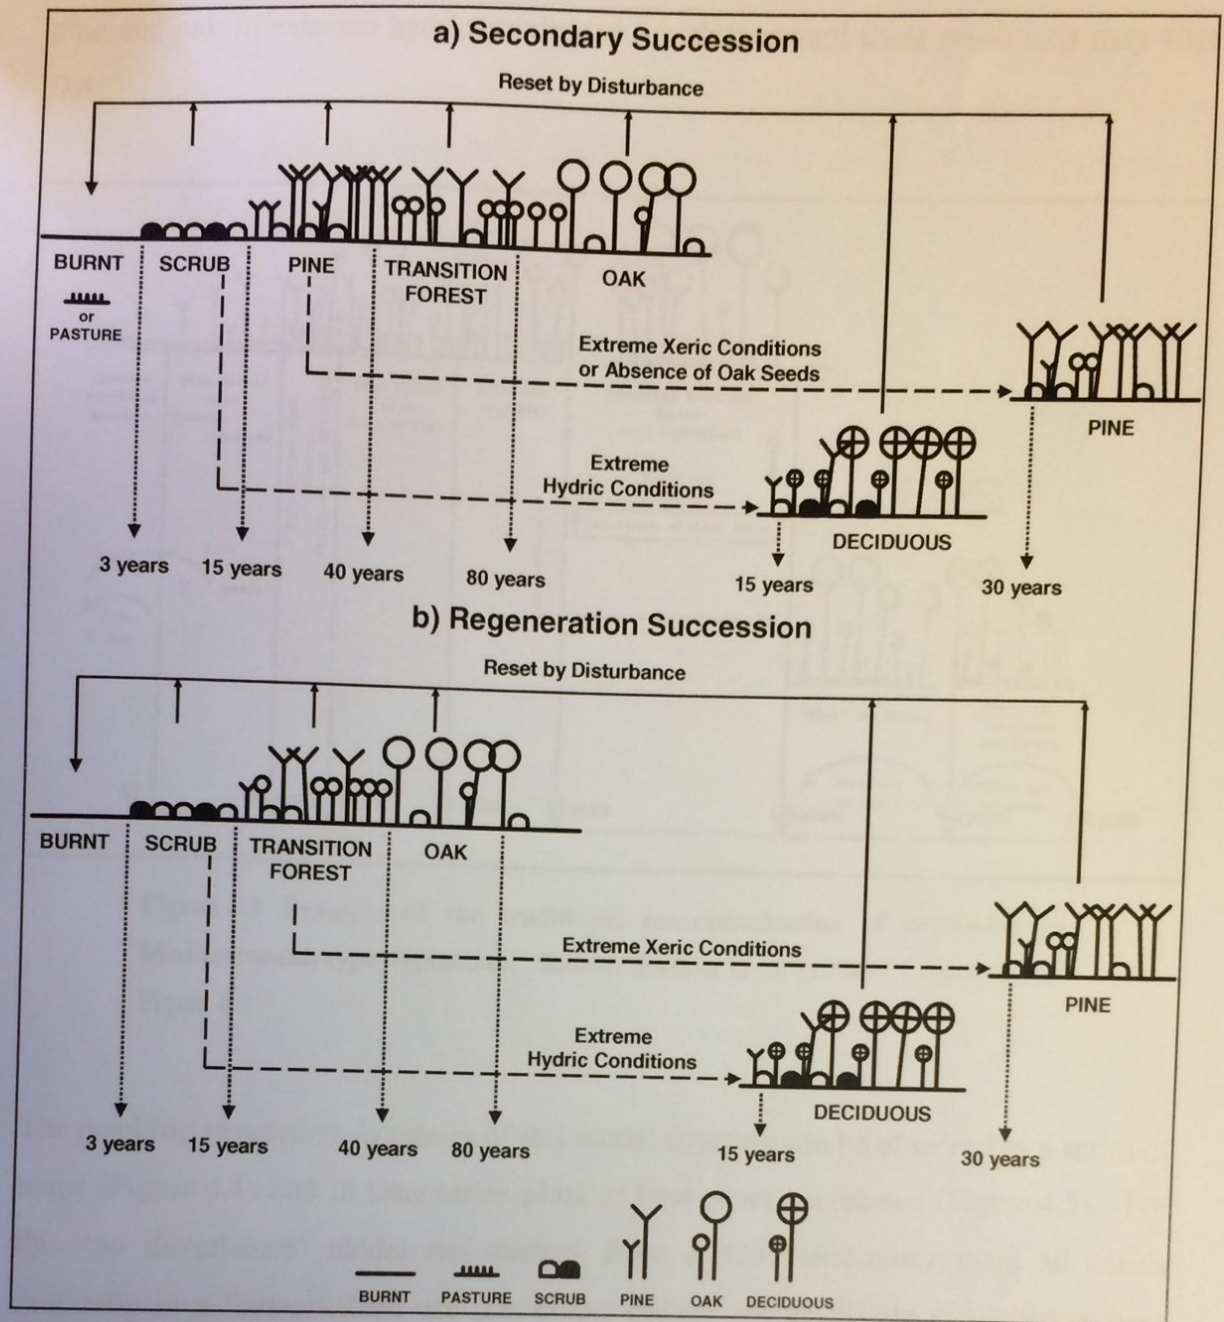 a) Secondary Succession
Reset by Disturbance
BURNT
or
PASTURE
SCRUB
PINE
TRANSITION
FOREST
OAK
Extreme Xeric Conditions
or Absence of Oak Seeds
PINE
Extreme
Hydric Conditions
DECIDUOUS
3 years
15 years
40 years
80 years
15 years
30 years
b) Regeneration Succession
Reset by Disturbance
BURNT
SCRUB
TRANSITION
FOREST
OAK
Extreme Xeric Conditions
PINE
Extreme
Hydric Conditions
DECIDUOUS
3 years
15 years
40 years
80 years
15 years
30 years
BURNT
PASTURE
SCRUB
PINE
OAK
DECIDUOUS